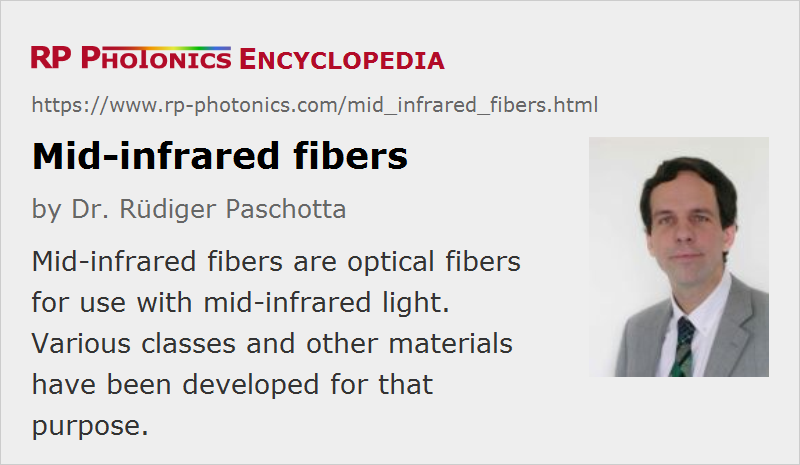 RP PHOTONICS ENCYCLOPEDIA
https://www.rp-photonics.com/mid_infrared_fibers.html
Mid-infrared fibers
by Dr. Rüdiger Paschotta
Mid-infrared fibers are optical fibers
for use with mid-infrared light.
Various classes and other materials
have been developed for that
purpose.